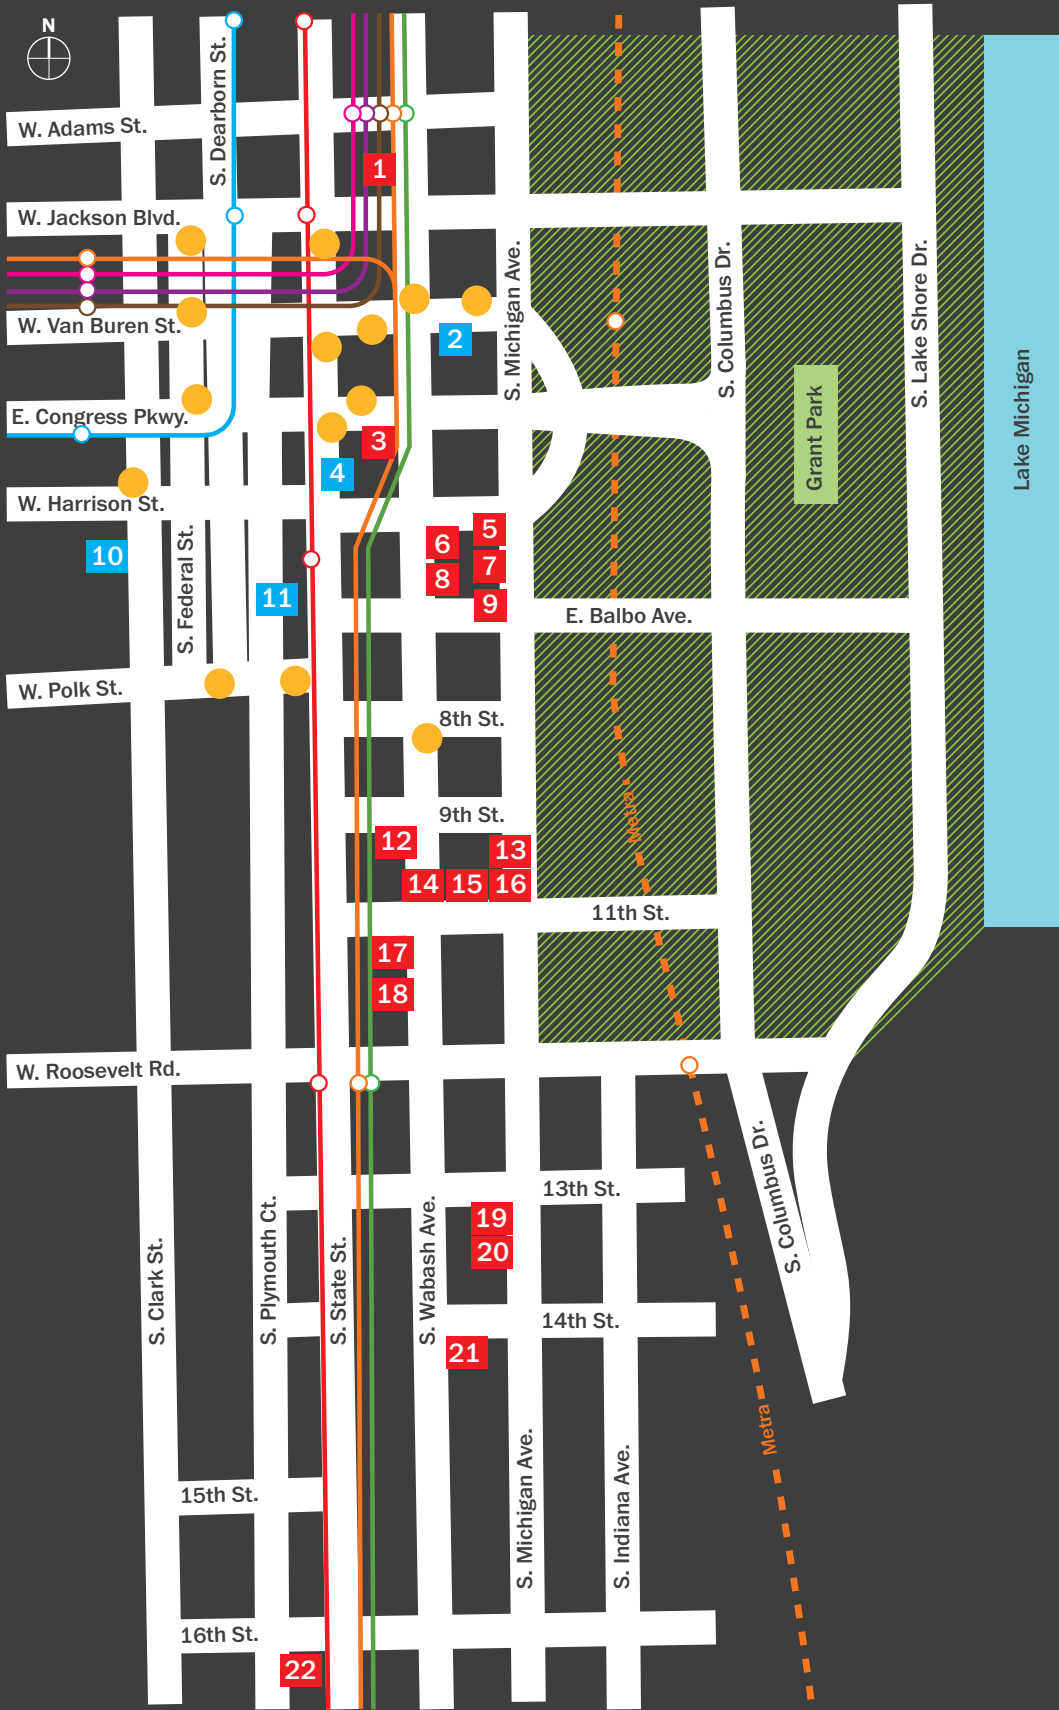 N
S. Dearborn St.
W. Adams St.
1
W. Jackson Blvd.
S. Michigan Ave.
S. Columbus Dr.
S. Lake Shore Dr.
W. Van Buren St.
2
Lake Michigan
Grant Park
E. Congress Pkwy.
3
4
W. Harrison St.
5
6
7
8
9
10
S. Federal St.
11
E. Balbo Ave.
W. Polk St.
8th St.
9th St.
Metra
12
13
14
15
16
11th St.
17
18
W. Roosevelt Rd.
S. Columbus Dr.
13th St.
19
20
S. Clark St.
S. Plymouth Ct.
S. State St.
S. Wabash Ave.
14th St.
21
Metra
S. Michigan Ave.
S. Indiana Ave.
15th St.
16th St.
22